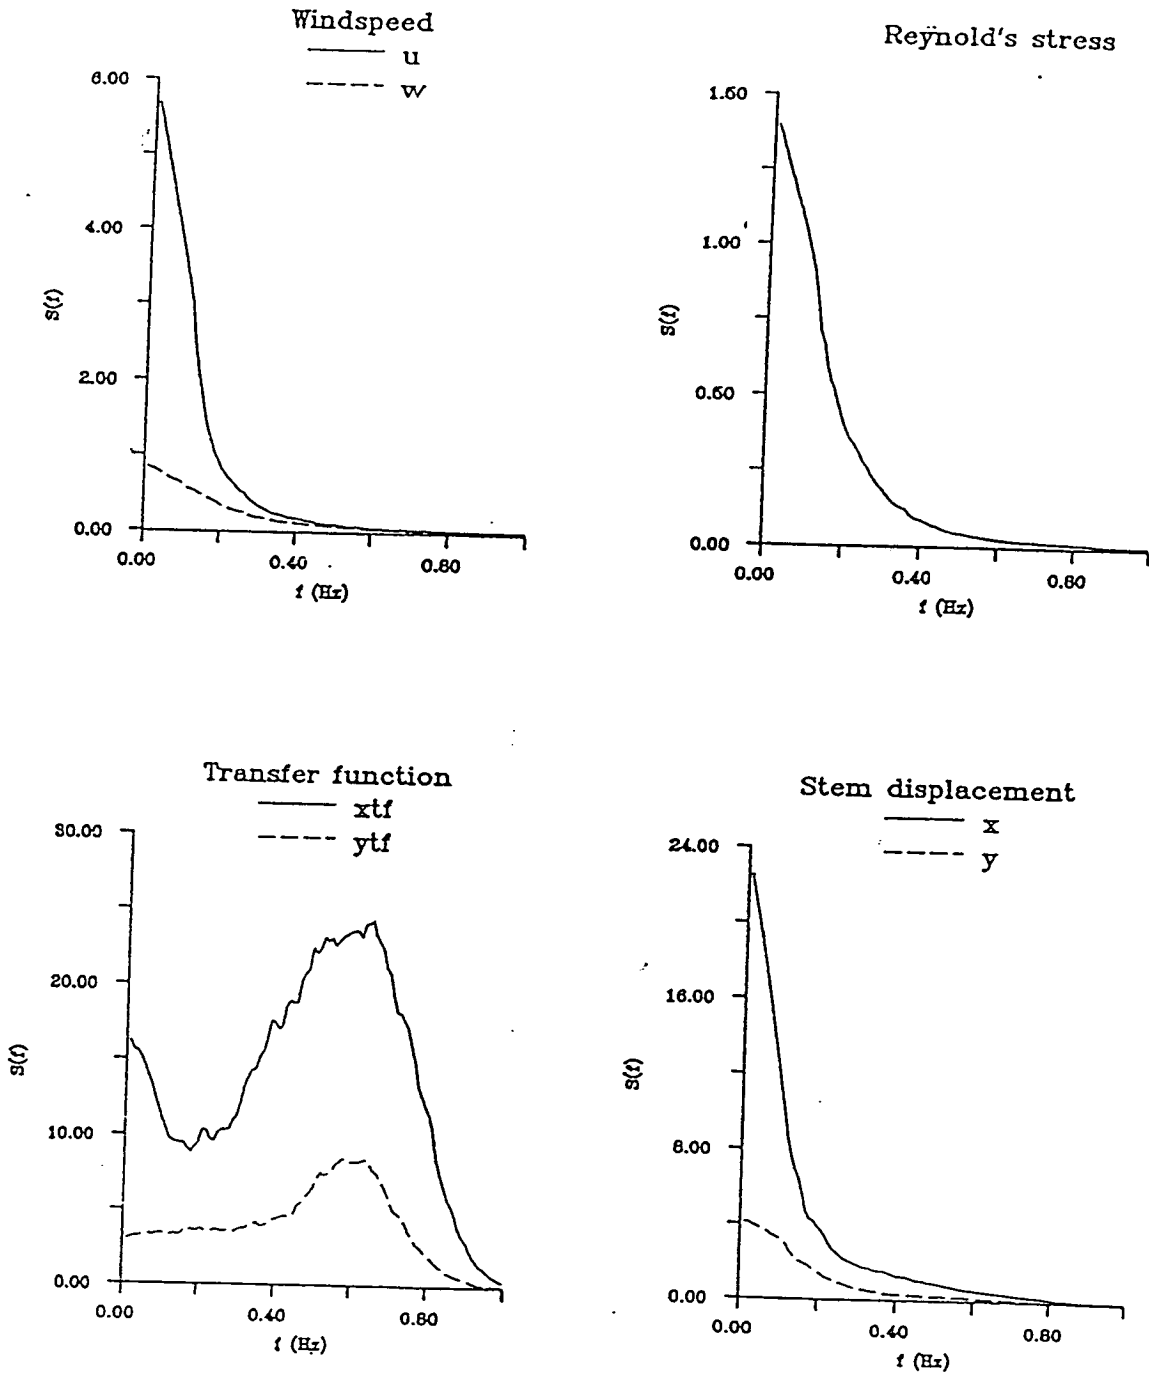 Windspeed
u
w
6.00
4.00
2.00
0.00
S(f)
0.00 0.40 0.80
f (Hz)
Reynold's stress
1.50
1.00
0.50
0.00
S(f)
0.00 0.40 0.80
f (Hz)
Transfer function
xtf
ytf
30.00
20.00
10.00
0.00
S(f)
0.00 0.40 0.80
f (Hz)
Stem displacement
x
y
24.00
16.00
8.00
0.00
S(f)
0.00 0.40 0.80
f (Hz)